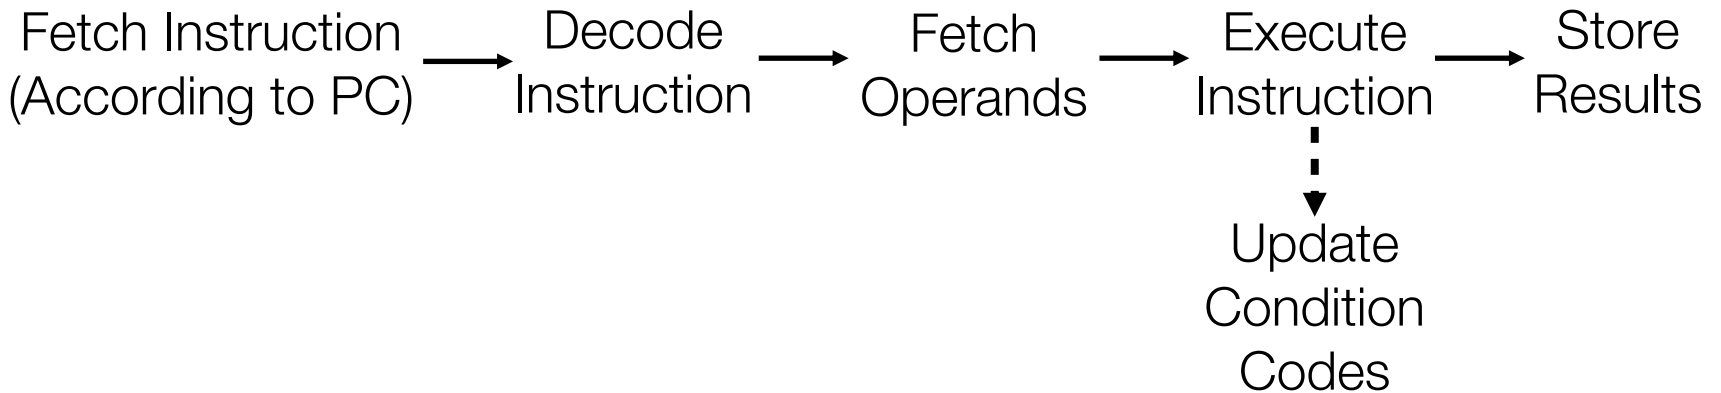 Fetch Instruction
(According to PC)
Decode
Instruction
Fetch
Operands
Execute
Instruction
Store
Results
Update
Condition
Codes